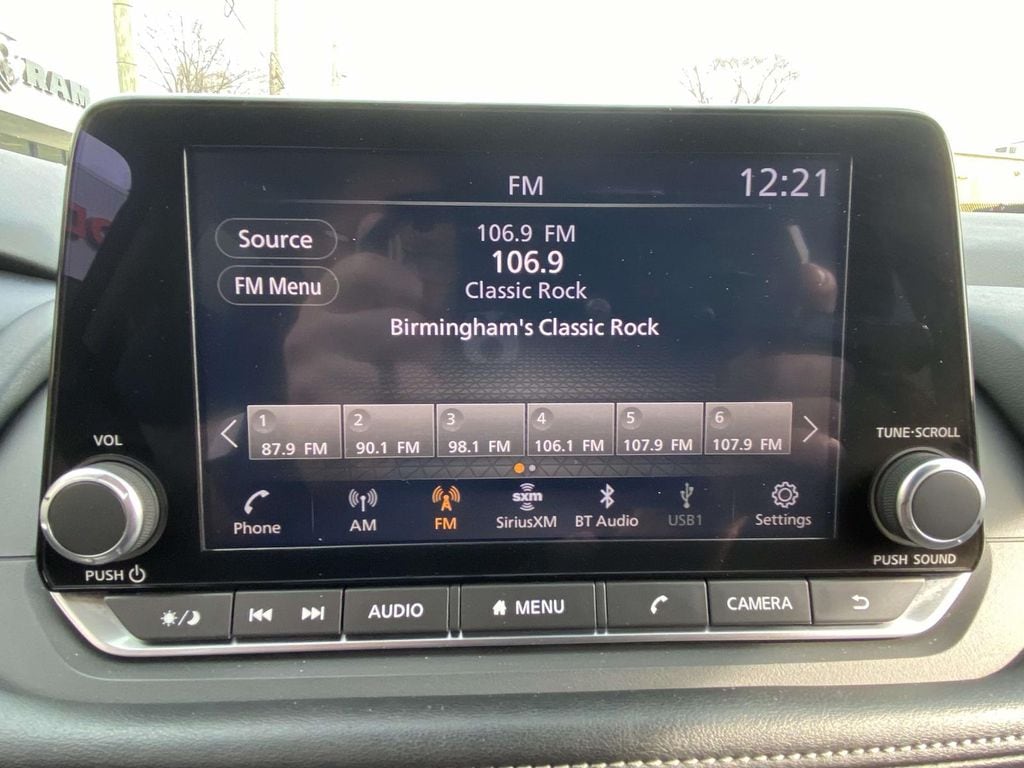 RAM
FM
12:21
Source
106.9 FM
106.9
FM Menu
Classic Rock
Birmingham's Classic Rock
1 2 3 4 5 6
87.9 FM 90.1 FM 98.1 FM 106.1 FM 107.9 FM 107.9 FM
VOL
TUNE·SCROLL
sxm
Phone AM FM SiriusXM BT Audio USB1 Settings
PUSH
PUSH SOUND
AUDIO MENU CAMERA